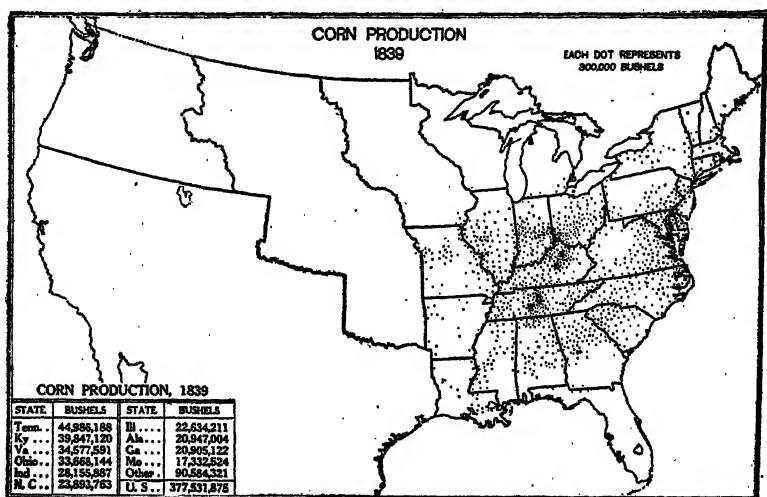 CORN PRODUCTION
1839
EACH DOT REPRESENTS
300,000 BUSHELS
CORN PRODUCTION, 1839
STATE BUSHELS STATE BUSHELS
Tenn.. 44,986,188 Ill.... 22,634,211
Ky ... 39,847,120 Ala... 20,947,004
Va ... 34,577,591 Ga ... 20,905,122
Ohio.. 33,668,144 Mo... 17,332,524
Ind ... 28,155,887 Other. 90,584,321
N. C.. 23,893,763 U. S.. 377,531,875